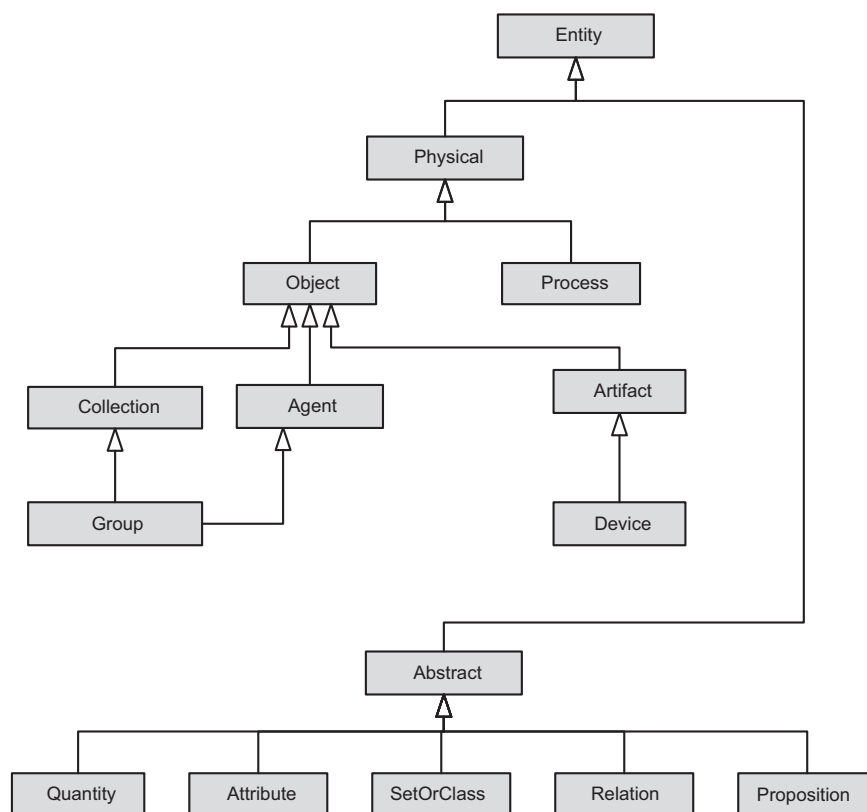 Entity
Physical
Object
Process
Collection
Agent
Artifact
Group
Device
Abstract
Quantity
Attribute
SetOrClass
Relation
Proposition